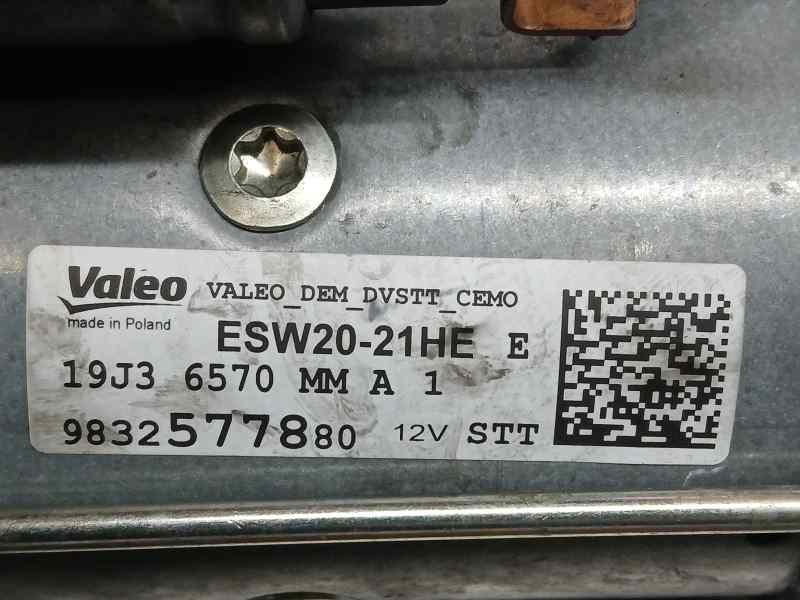 Valeo VALEO_DEM_DVSTT_CEMO
made in Poland ESW20-21HE E
19J3 6570 MM A 1
9832577880 12V STT